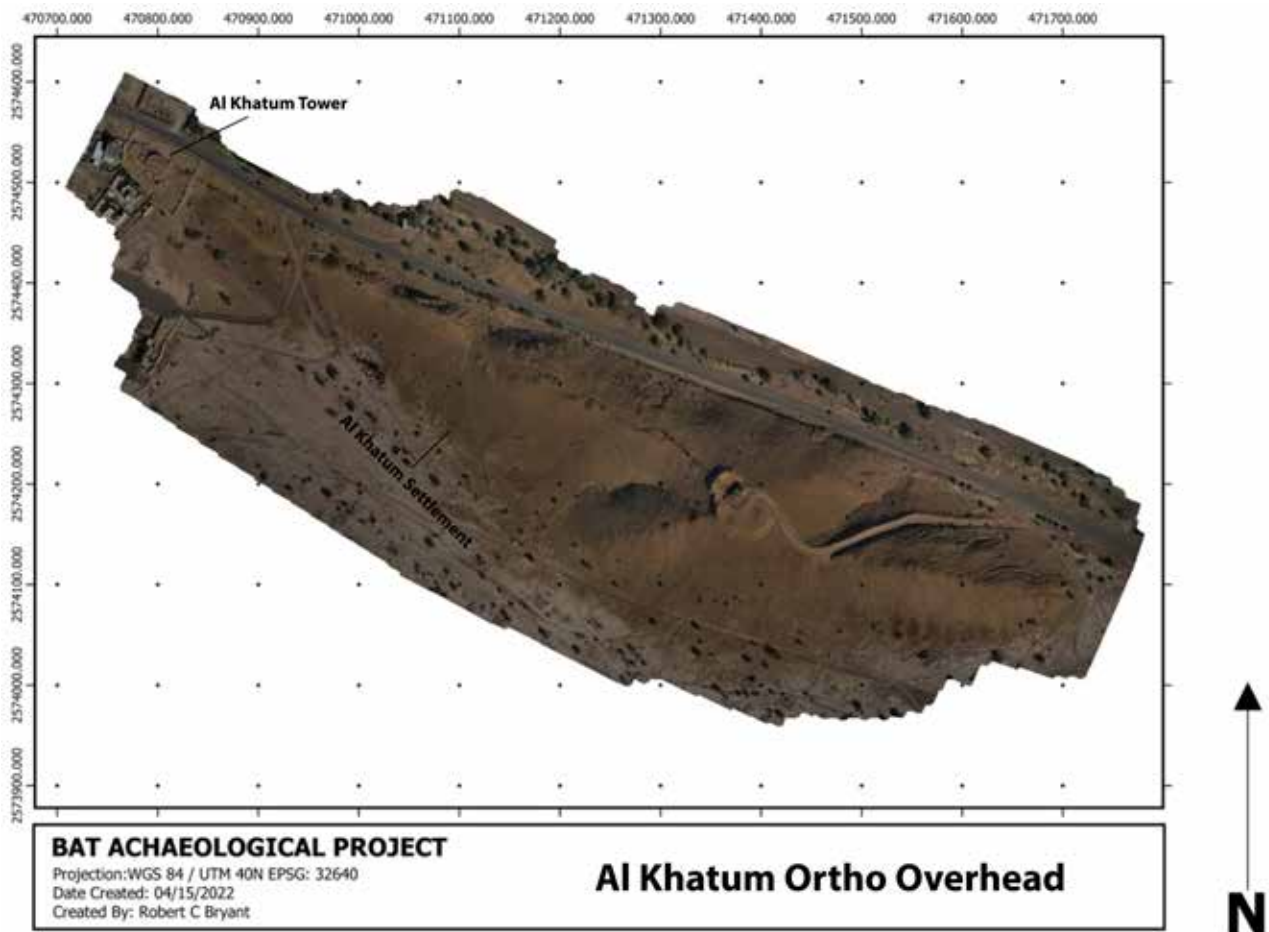 470700.000 470800.000 470900.000 471000.000 471100.000 471200.000 471300.000 471400.000 471500.000 471600.000 471700.000
2574600.000
2574500.000
2574400.000
2574300.000
2574200.000
2574100.000
2574000.000
2573900.000
Al Khatum Tower
Al Khatum Settlement
BAT ACHAEOLOGICAL PROJECT
Projection:WGS 84 / UTM 40N EPSG: 32640
Date Created: 04/15/2022
Created By: Robert C Bryant
Al Khatum Ortho Overhead
N